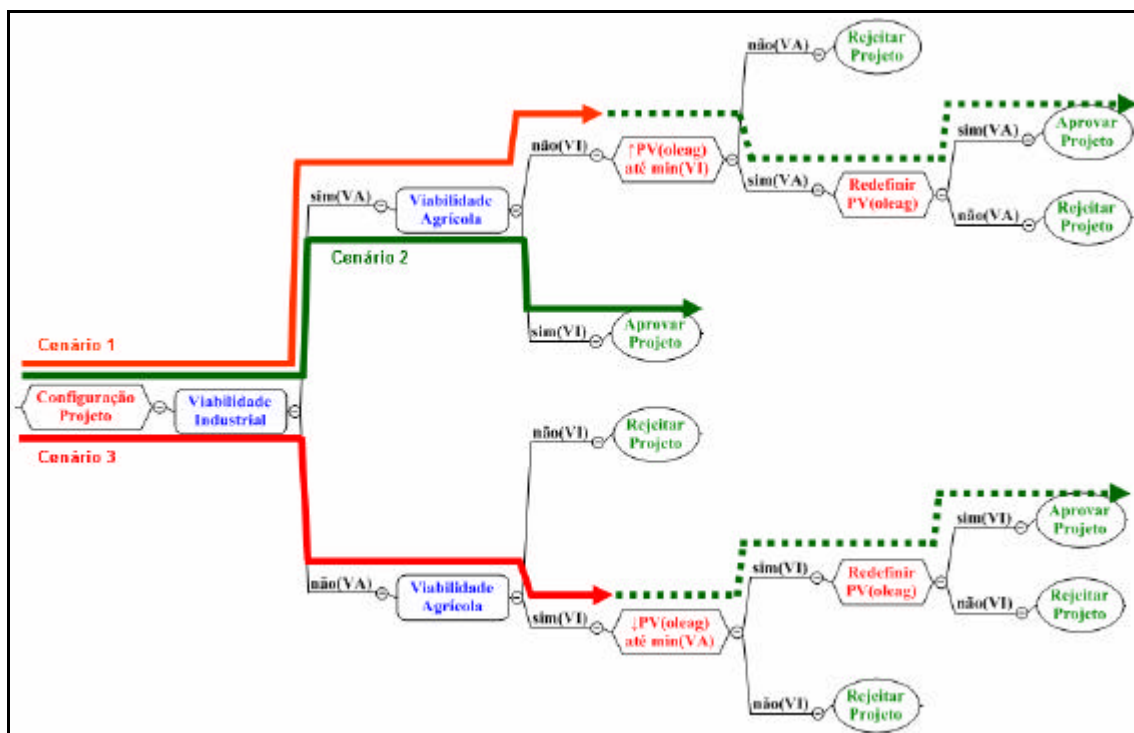 não(VA)
Rejeitar
Projeto
não(VI)
↑PV(oleag)
até min(VI)
sim(VA)
Aprovar
Projeto
sim(VA)
Viabilidade
Agrícola
sim(VA)
Redefinir
PV(oleag)
não(VA)
Rejeitar
Projeto
Cenário 2
sim(VI)
Aprovar
Projeto
Cenário 1
Configuração
Projeto
Viabilidade
Industrial
não(VI)
Rejeitar
Projeto
Cenário 3
sim(VI)
Aprovar
Projeto
não(VA)
Viabilidade
Agrícola
sim(VI)
Redefinir
PV(oleag)
não(VI)
Rejeitar
Projeto
sim(VI)
↓PV(oleag)
até min(VA)
não(VI)
Rejeitar
Projeto